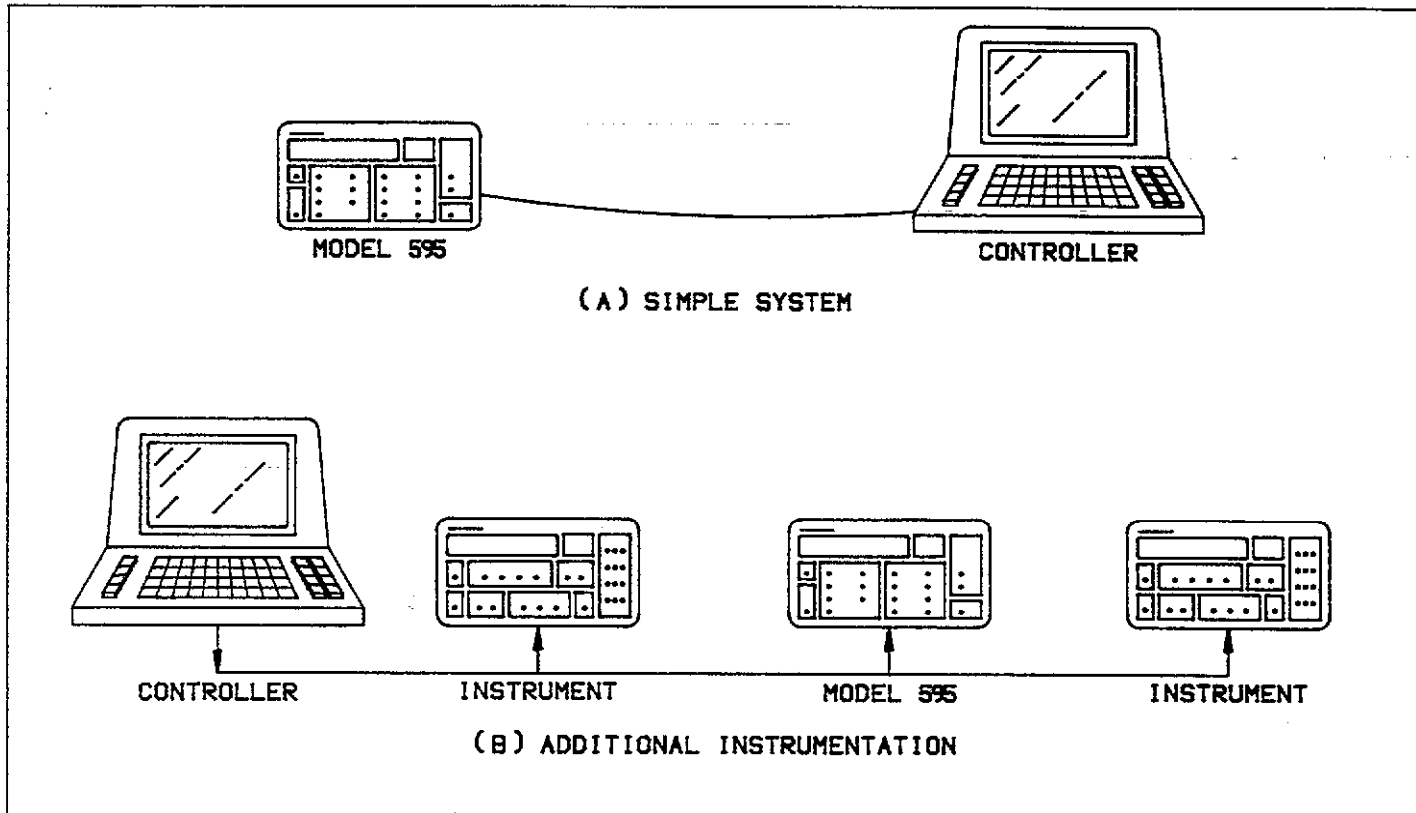 MODEL 595
CONTROLLER
(A) SIMPLE SYSTEM
CONTROLLER
INSTRUMENT
MODEL 595
INSTRUMENT
(B) ADDITIONAL INSTRUMENTATION